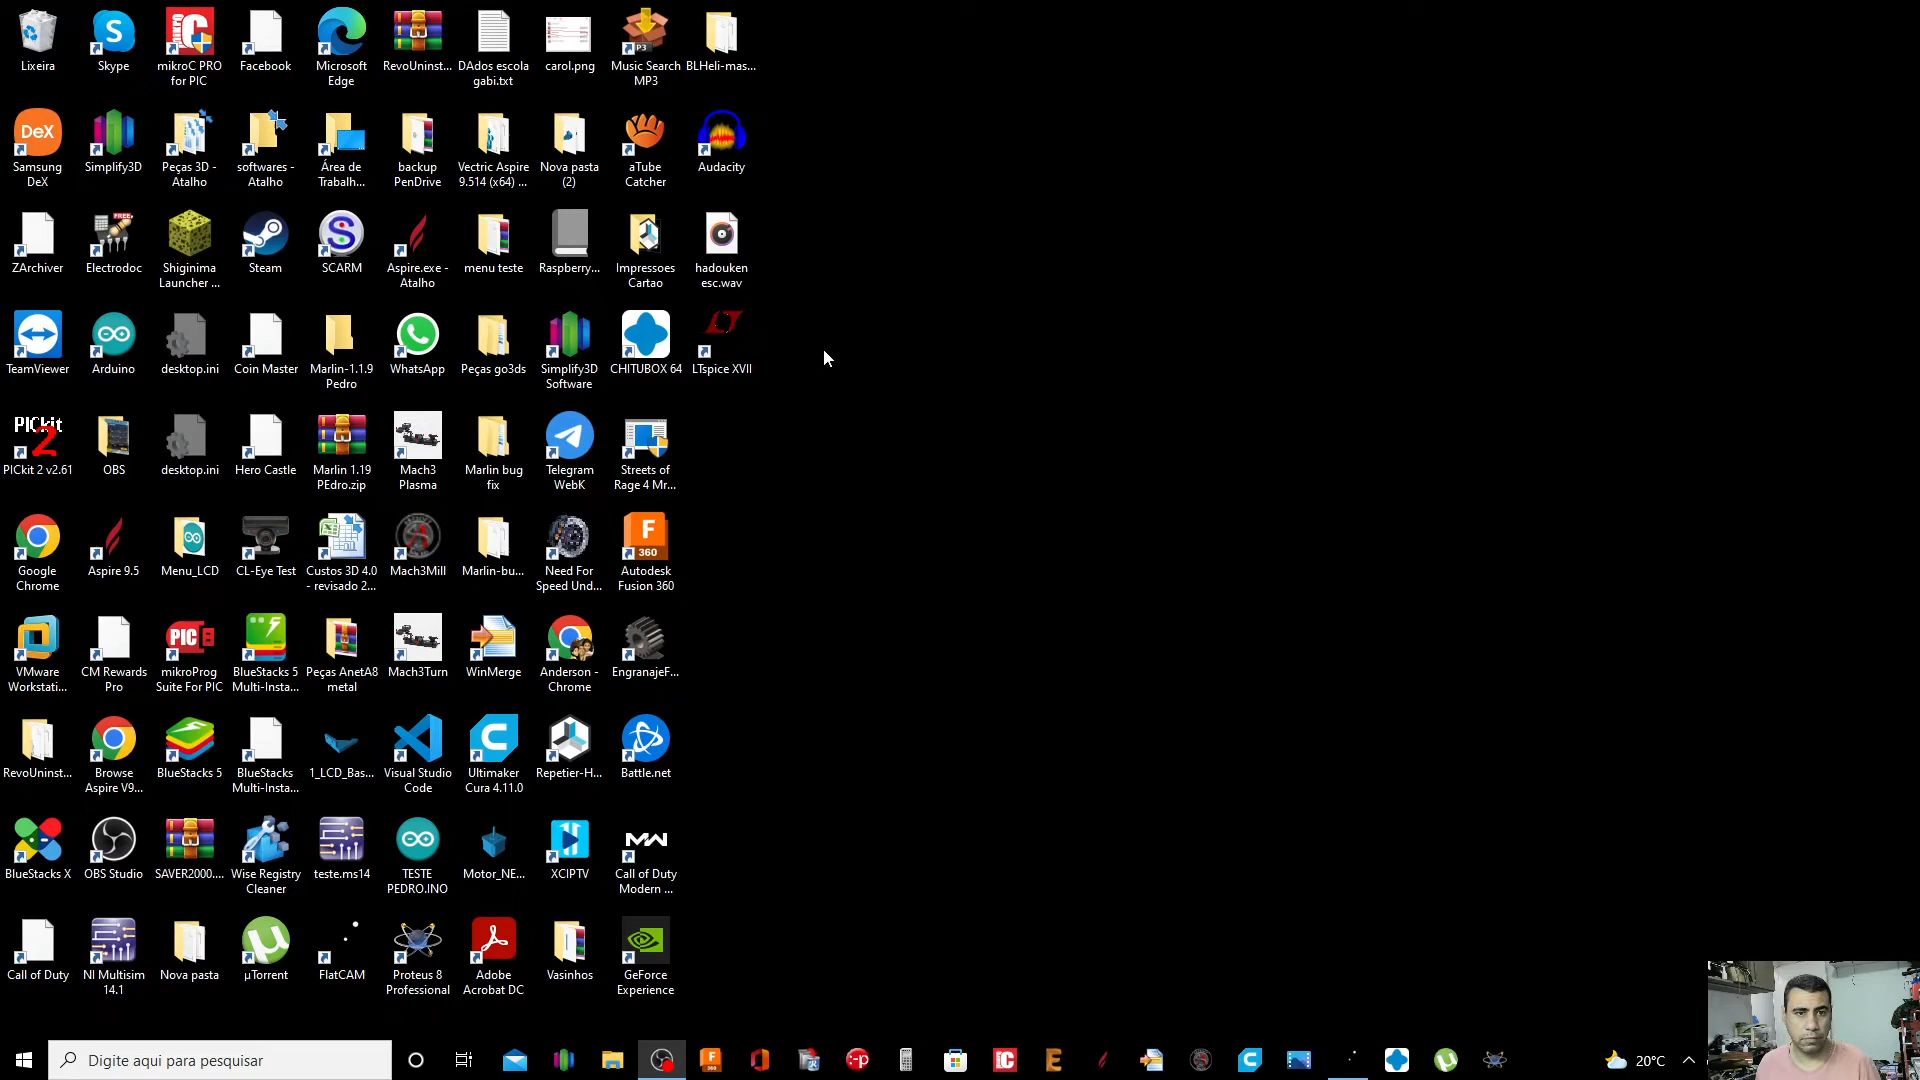 Lixeira
Skype
mikroC PRO
for PIC
Facebook
Microsoft
Edge
RevoUninst...
DAdos escola
gabi.txt
carol.png
P3
Music Search
MP3
BLHeli-mas...
DeX
Samsung
DeX
Simplify3D
Peças 3D -
Atalho
softwares -
Atalho
Área de
Trabalh...
backup
PenDrive
Vectric Aspire
9.514 (x64) ...
Nova pasta
(2)
aTube
Catcher
Audacity
ZArchiver
FREE
Electrodoc
Shiginima
Launcher ...
Steam
SCARM
Aspire.exe -
Atalho
menu teste
Raspberry...
Impressoes
Cartao
hadouken
esc.wav
TeamViewer
Arduino
desktop.ini
Coin Master
Marlin-1.1.9
Pedro
WhatsApp
Peças go3ds
Simplify3D
Software
CHITUBOX 64
LTspice XVII
PICkit
2
PICkit 2 v2.61
OBS
desktop.ini
Hero Castle
Marlin 1.19
PEdro.zip
Mach3
Plasma
Marlin bug
fix
Telegram
WebK
Streets of
Rage 4 Mr...
Google
Chrome
Aspire 9.5
Menu_LCD
CL-Eye Test
Custos 3D 4.0
- revisado 2...
Mach3Mill
Marlin-bu...
Need For
Speed Und...
F
360
Autodesk
Fusion 360
VMware
Workstati...
CM Rewards
Pro
PIC
mikroProg
Suite For PIC
BlueStacks 5
Multi-Insta...
Peças AnetA8
metal
Mach3Turn
WinMerge
Anderson -
Chrome
EngranajeF...
RevoUninst...
Browse
Aspire V9...
BlueStacks 5
BlueStacks
Multi-Insta...
1_LCD_Bas...
Visual Studio
Code
Ultimaker
Cura 4.11.0
Repetier-H...
Battle.net
BlueStacks X
OBS Studio
SAVER2000....
Wise Registry
Cleaner
teste.ms14
TESTE
PEDRO.INO
Motor_NE...
XCIPTV
MW
Call of Duty
Modern ...
Call of Duty
NI Multisim
14.1
Nova pasta
µTorrent
FlatCAM
Proteus 8
Professional
Adobe
Acrobat DC
Vasinhos
GeForce
Experience
Digite aqui para pesquisar
20°C